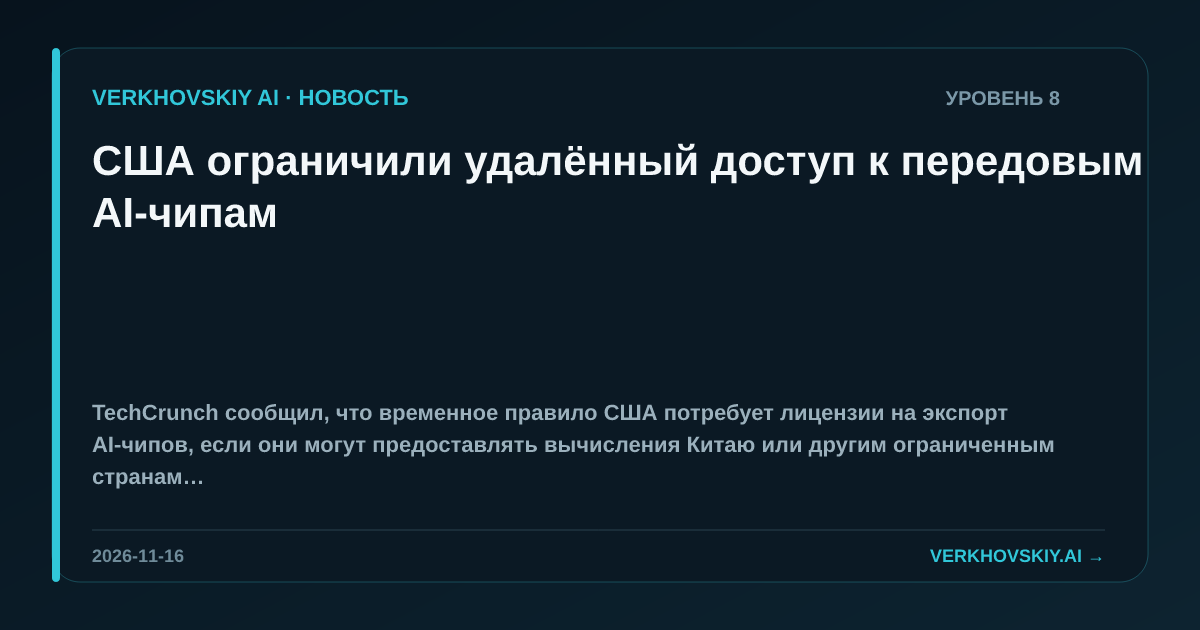 VERKHOVSKIY AI · НОВОСТЬ
УРОВЕНЬ 8
США ограничили удалённый доступ к передовым
AI-чипам
TechCrunch сообщил, что временное правило США потребует лицензии на экспорт
AI-чипов, если они могут предоставлять вычисления Китаю или другим ограниченным
странам…
2026-11-16
VERKHOVSKIY.AI →